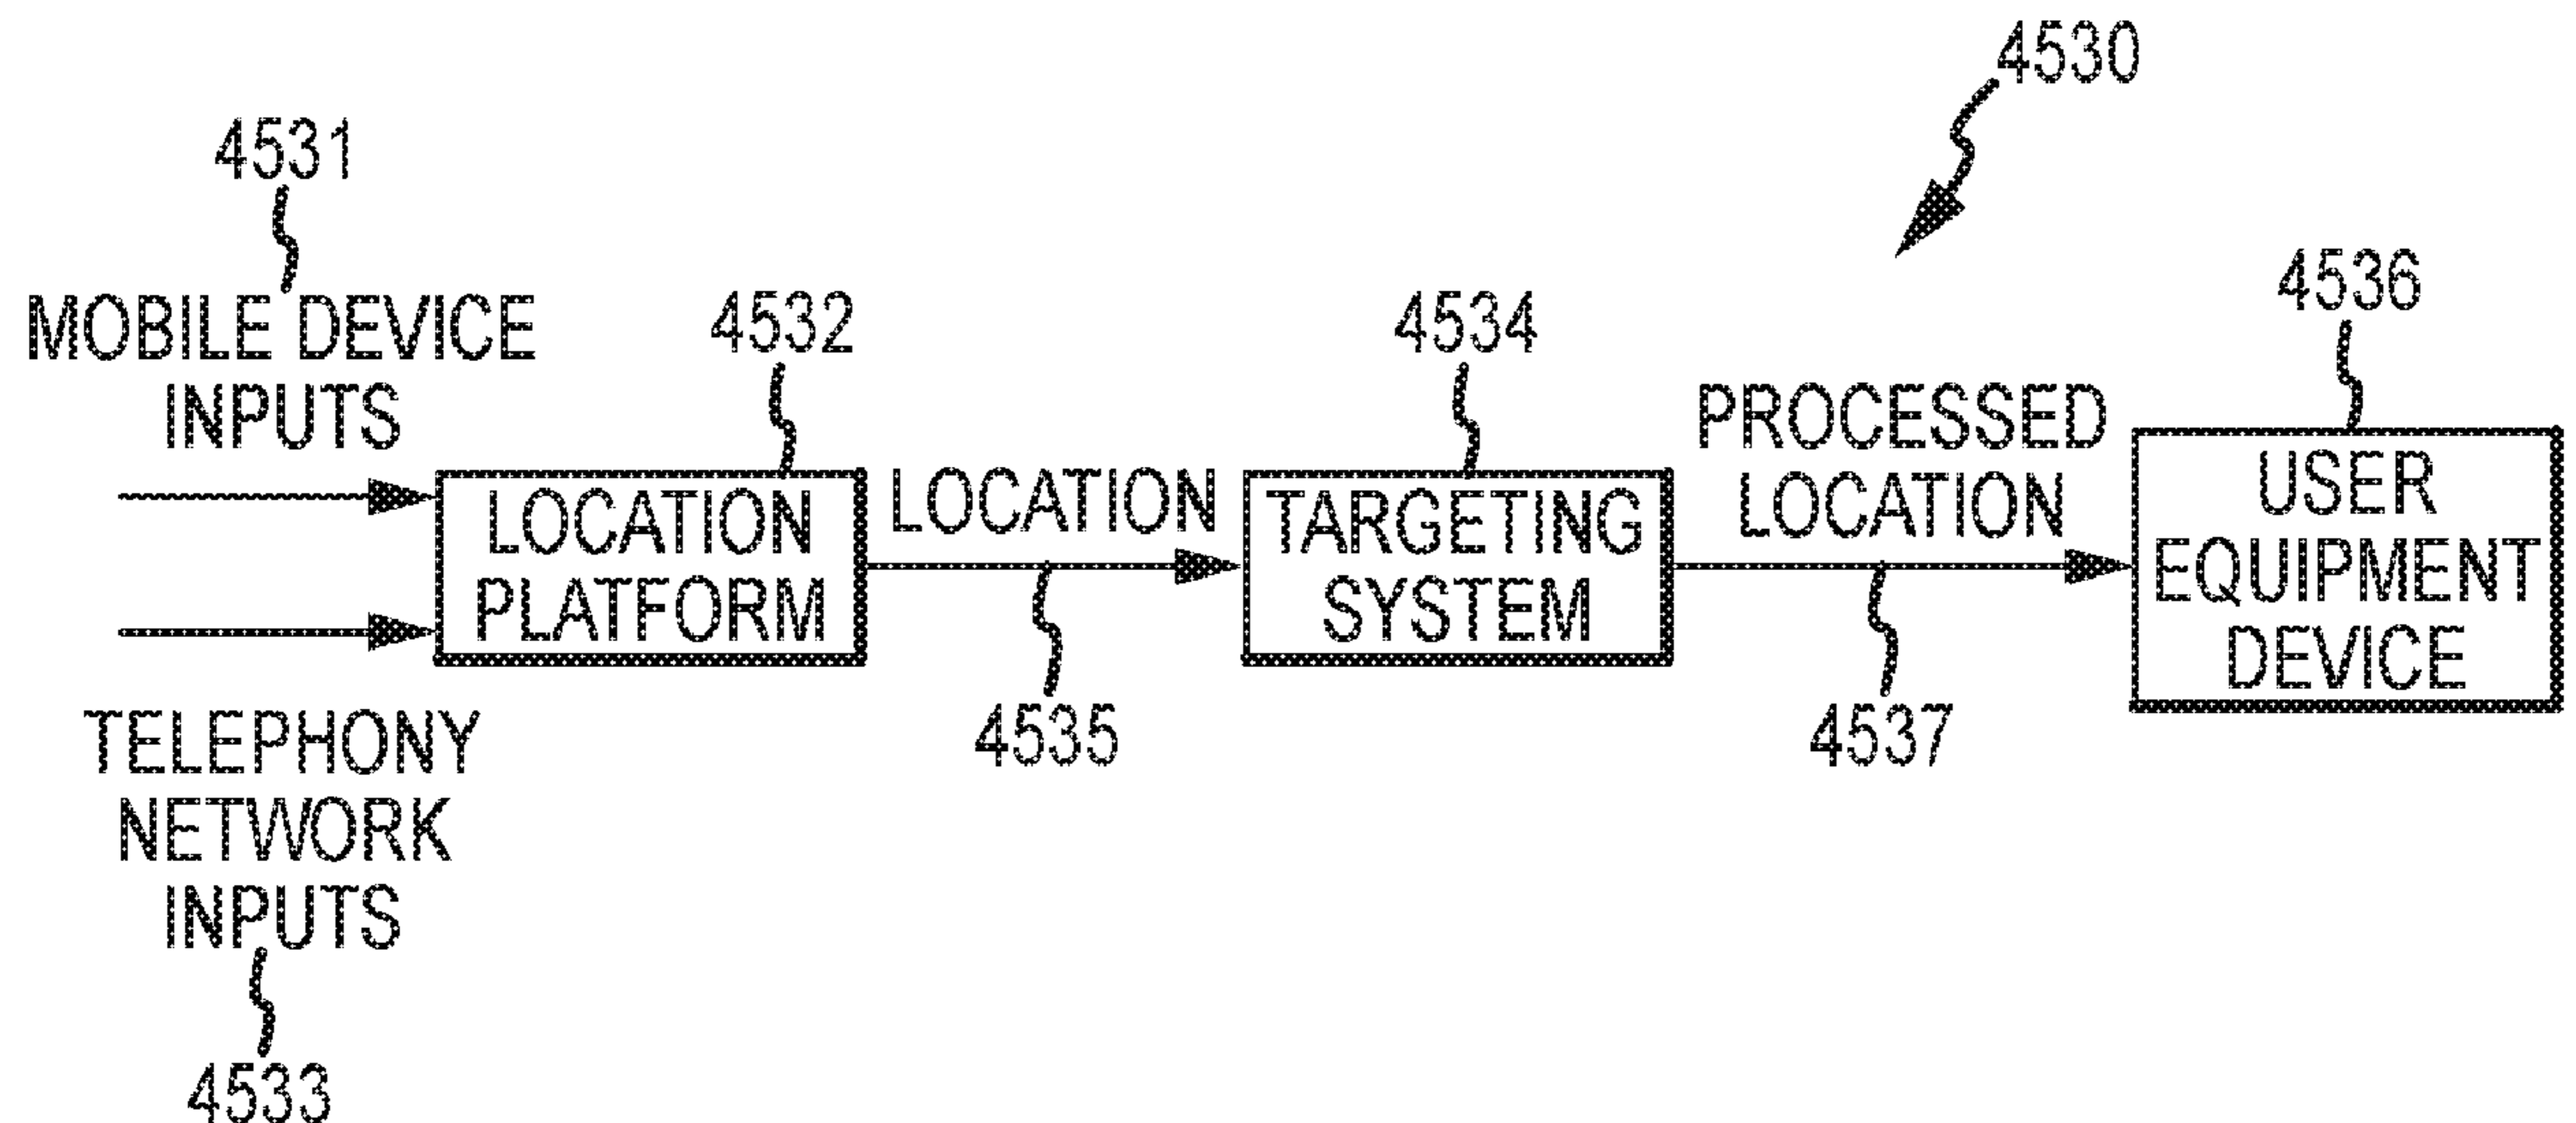 4530
4531
MOBILE DEVICE
INPUTS
4532
LOCATION
PLATFORM
LOCATION
4535
4534
TARGETING
SYSTEM
PROCESSED
LOCATION
4537
4536
USER
EQUIPMENT
DEVICE
TELEPHONY
NETWORK
INPUTS
4533